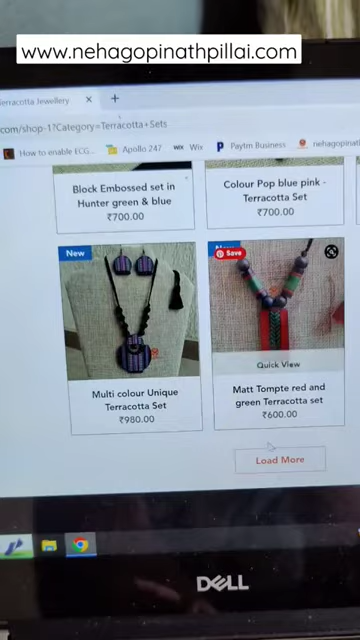 www.nehagopinathpillai.com
erracotta Jewellery
com/shop-1?Category=Terracotta+Sets
How to enable ECG...
Apollo 247
WIX Wix
Paytm Business
nehagopinath
Block Embossed set in
Hunter green & blue
₹700.00
Colour Pop blue pink -
Terracotta Set
₹700.00
New
Save
Quick View
Multi colour Unique
Terracotta Set
₹980.00
Matt Tompte red and
green Terracotta set
₹600.00
Load More
DELL